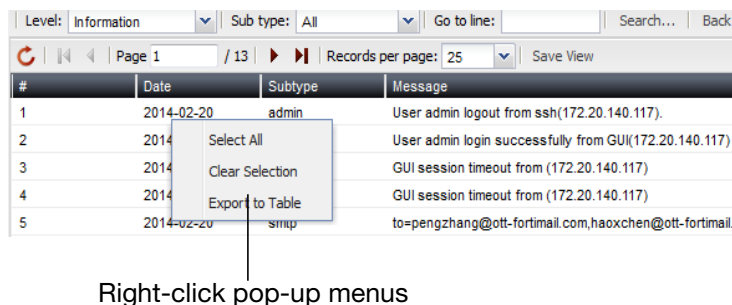 Level: Information Sub type: All Go to line: Search... Back
Page 1 / 13 Records per page: 25 Save View
# Date Subtype Message
1 2014-02-20 admin User admin logout from ssh(172.20.140.117).
2 2014 User admin login successfully from GUI(172.20.140.117)
3 2014 GUI session timeout from (172.20.140.117)
4 2014 GUI session timeout from (172.20.140.117)
5 2014-02-20 smtp to=pengzhang@ott-fortimail.com,haoxchen@ott-fortimail.
Select All
Clear Selection
Export to Table
Right-click pop-up menus